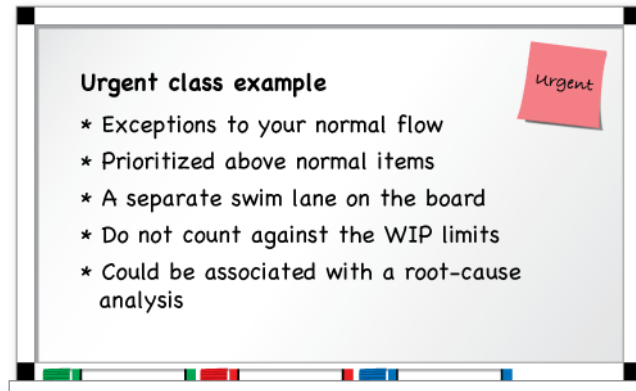 Urgent class example
Urgent
* Exceptions to your normal flow
* Prioritized above normal items
* A separate swim lane on the board
* Do not count against the WIP limits
* Could be associated with a root-cause
analysis